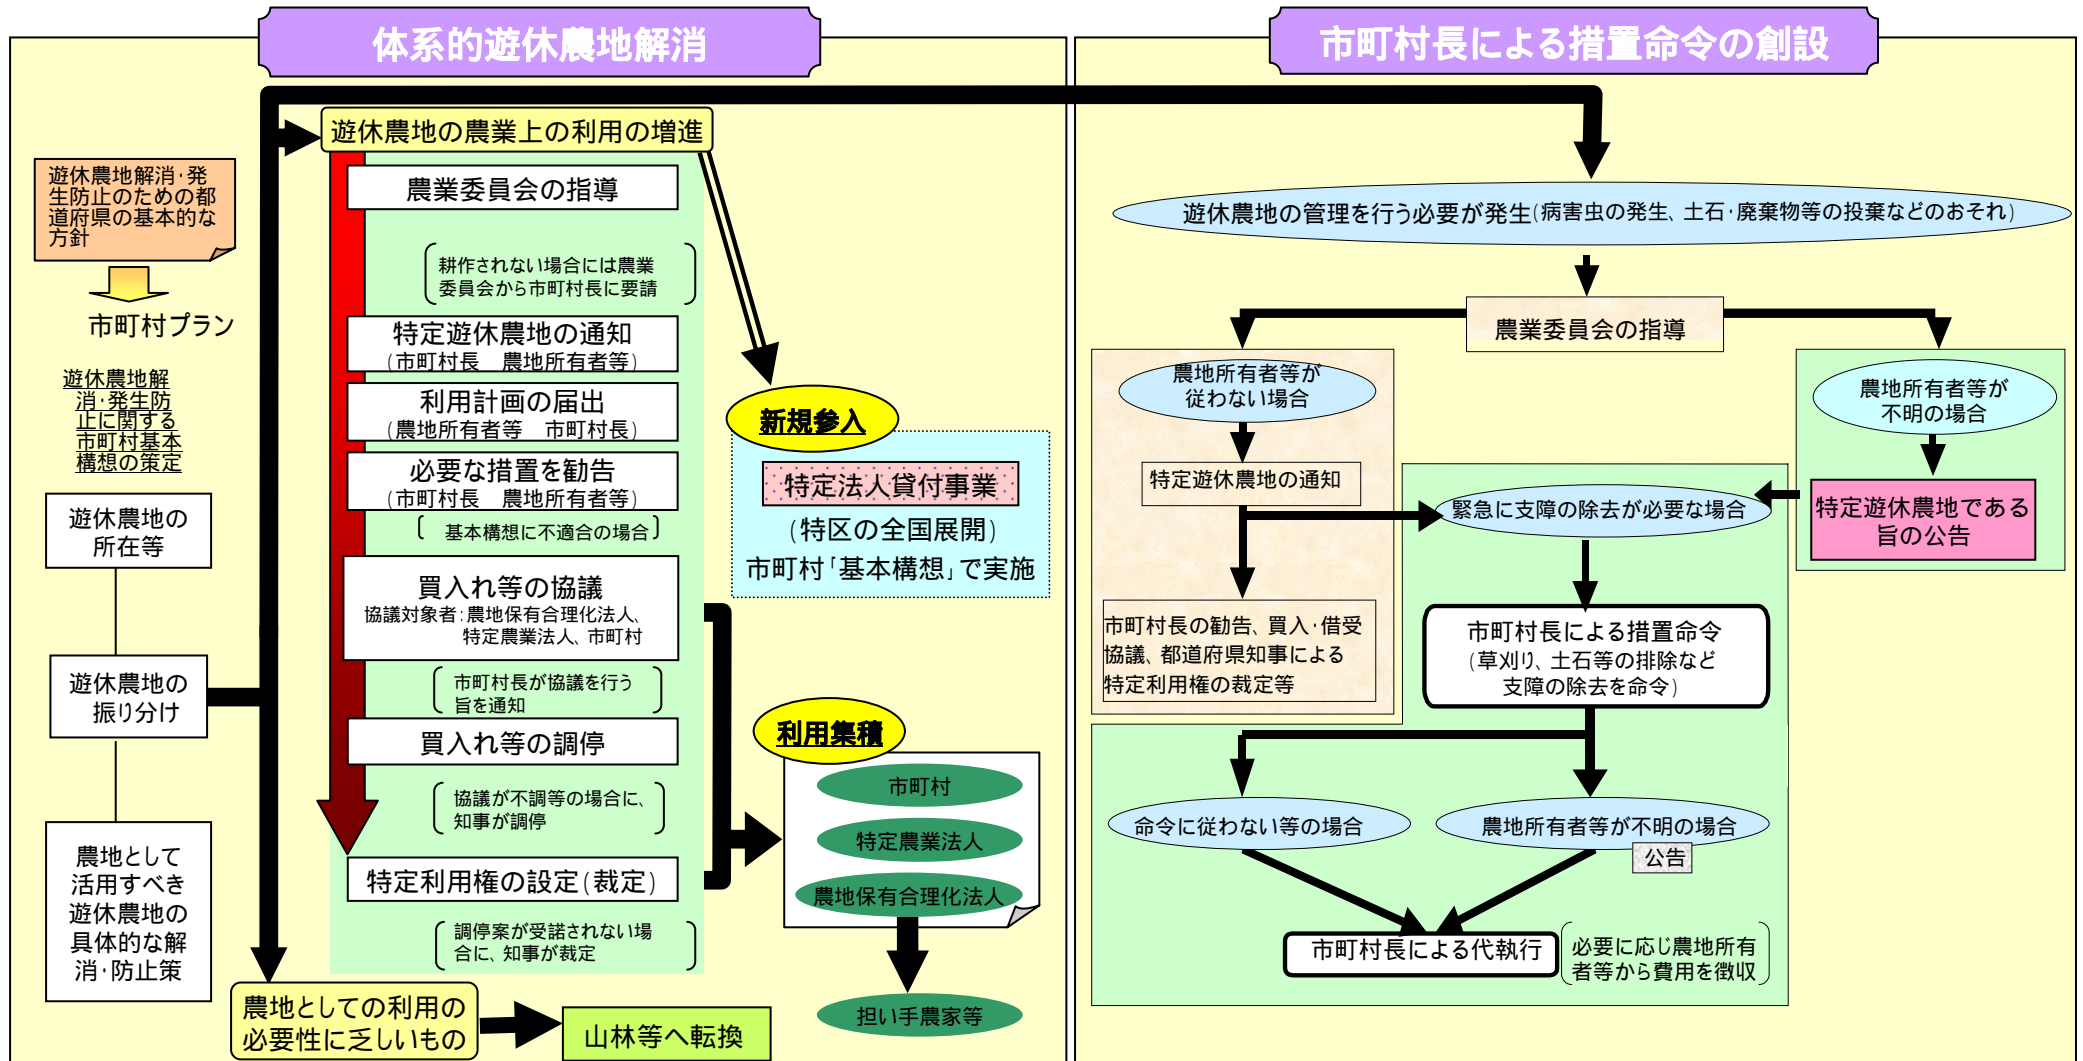 体系的遊休農地解消
遊休農地解消・発
生防止のための都
道府県の基本的な
方針
市町村プラン
遊休農地解
消・発生防
止に関する
市町村基本
構想の策定
遊休農地の
所在等
遊休農地の
振り分け
農地として
活用すべき
遊休農地の
具体的な解
消・防止策
遊休農地の農業上の利用の増進
農業委員会の指導
耕作されない場合には農業
委員会から市町村長に要請
特定遊休農地の通知
(市町村長　農地所有者等)
利用計画の届出
(農地所有者等　市町村長)
必要な措置を勧告
(市町村長　農地所有者等)
基本構想に不適合の場合
買入れ等の協議
協議対象者:農地保有合理化法人、
特定農業法人、市町村
市町村長が協議を行う
旨を通知
買入れ等の調停
協議が不調等の場合に、
知事が調停
特定利用権の設定(裁定)
調停案が受諾されない場
合に、知事が裁定
農地としての利用の
必要性に乏しいもの
山林等へ転換
新規参入
特定法人貸付事業
(特区の全国展開)
市町村「基本構想」で実施
利用集積
市町村
特定農業法人
農地保有合理化法人
担い手農家等
市町村長による措置命令の創設
遊休農地の管理を行う必要が発生(病害虫の発生、土石・廃棄物等の投棄などのおそれ)
農業委員会の指導
農地所有者等が
従わない場合
特定遊休農地の通知
市町村長の勧告、買入・借受
協議、都道府県知事による
特定利用権の裁定等
農地所有者等が
不明の場合
特定遊休農地である
旨の公告
緊急に支障の除去が必要な場合
市町村長による措置命令
(草刈り、土石等の排除など
支障の除去を命令)
命令に従わない等の場合
農地所有者等が不明の場合
公告
市町村長による代執行
必要に応じ農地所有
者等から費用を徴収